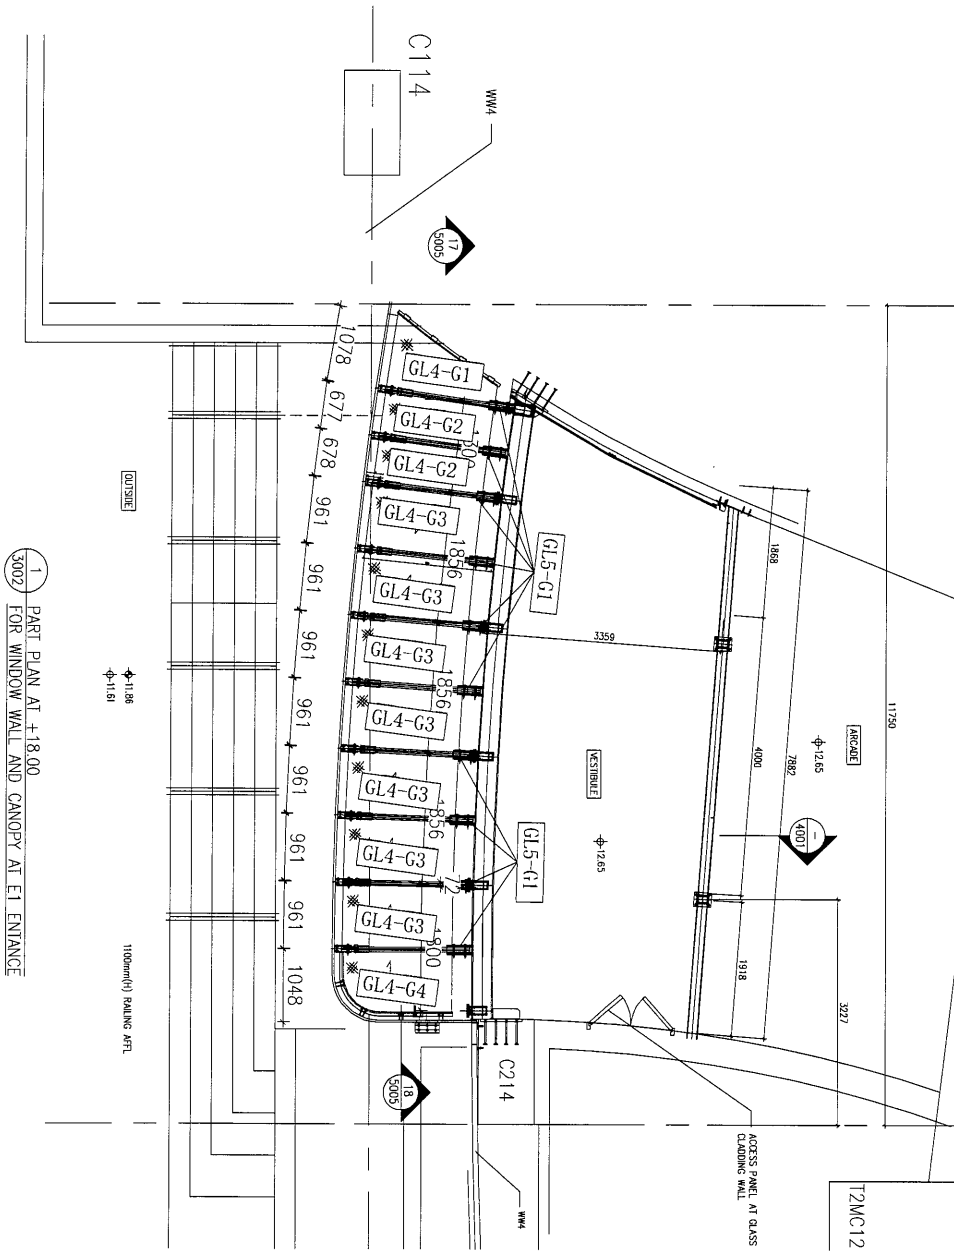 C114
WW4
17
5005
1078
677
678
961
961
961
961
961
961
961
1048
GL4-G1
GL4-G2
GL4-G2
GL4-G3
GL4-G3
GL4-G3
GL4-G3
GL4-G3
GL4-G3
GL4-G3
GL4-G4
1856
1856
1856
72
GL5-G1
GL5-G1
3359
1868
4000
7882
1918
11750
3227
ARCADE
12.65
VESTIBULE
12.65
-
4001
OUTSIDE
11.86
11.61
1100mm(H) RAILING AFFL
18
5005
C214
WW4
ACCESS PANEL AT GLASS
CLADDING WALL
T2MC12
1
3002
PART PLAN AT +18.00
FOR WINDOW WALL AND CANOPY AT E1 ENTANCE